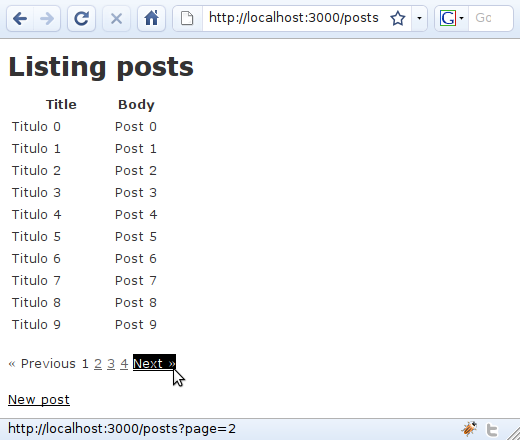 http://localhost:3000/posts
G
Gc
Listing posts
Title Body
Titulo 0 Post 0
Titulo 1 Post 1
Titulo 2 Post 2
Titulo 3 Post 3
Titulo 4 Post 4
Titulo 5 Post 5
Titulo 6 Post 6
Titulo 7 Post 7
Titulo 8 Post 8
Titulo 9 Post 9
« Previous 1 2 3 4 Next »
New post
http://localhost:3000/posts?page=2